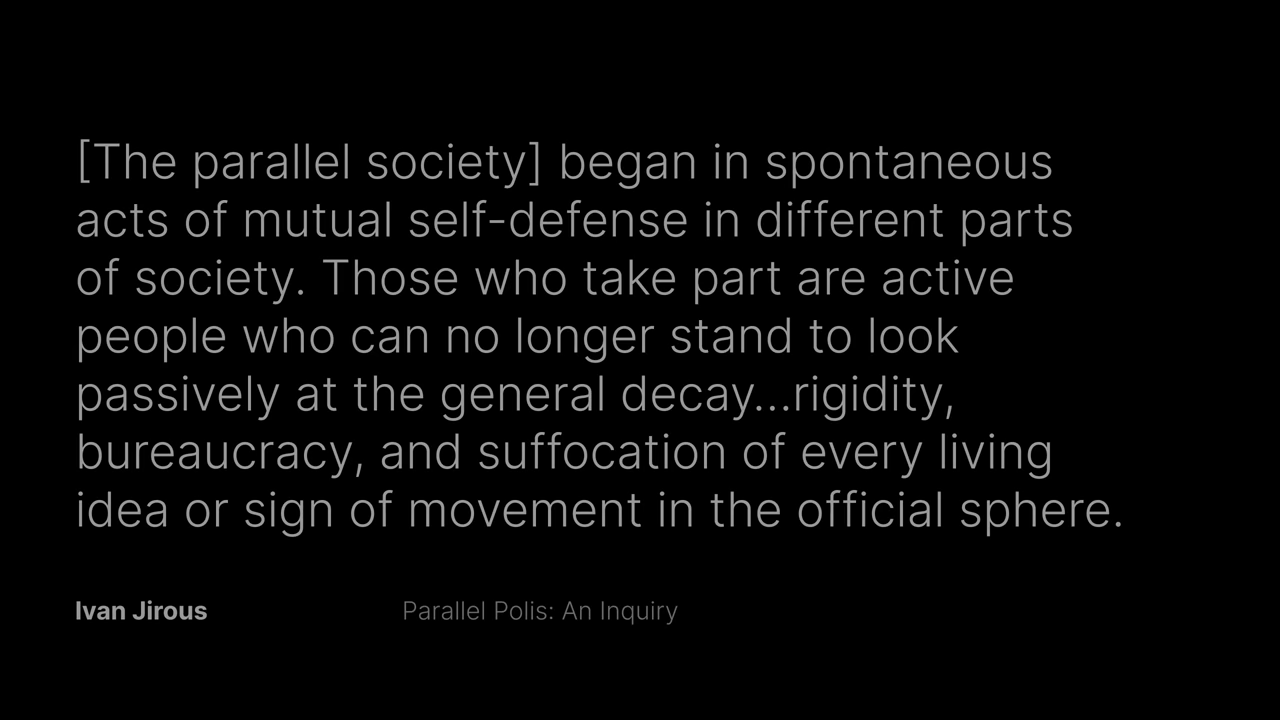 [The parallel society] began in spontaneous
acts of mutual self-defense in different parts
of society. Those who take part are active
people who can no longer stand to look
passively at the general decay...rigidity,
bureaucracy, and suffocation of every living
idea or sign of movement in the official sphere.
Ivan Jirous
Parallel Polis: An Inquiry